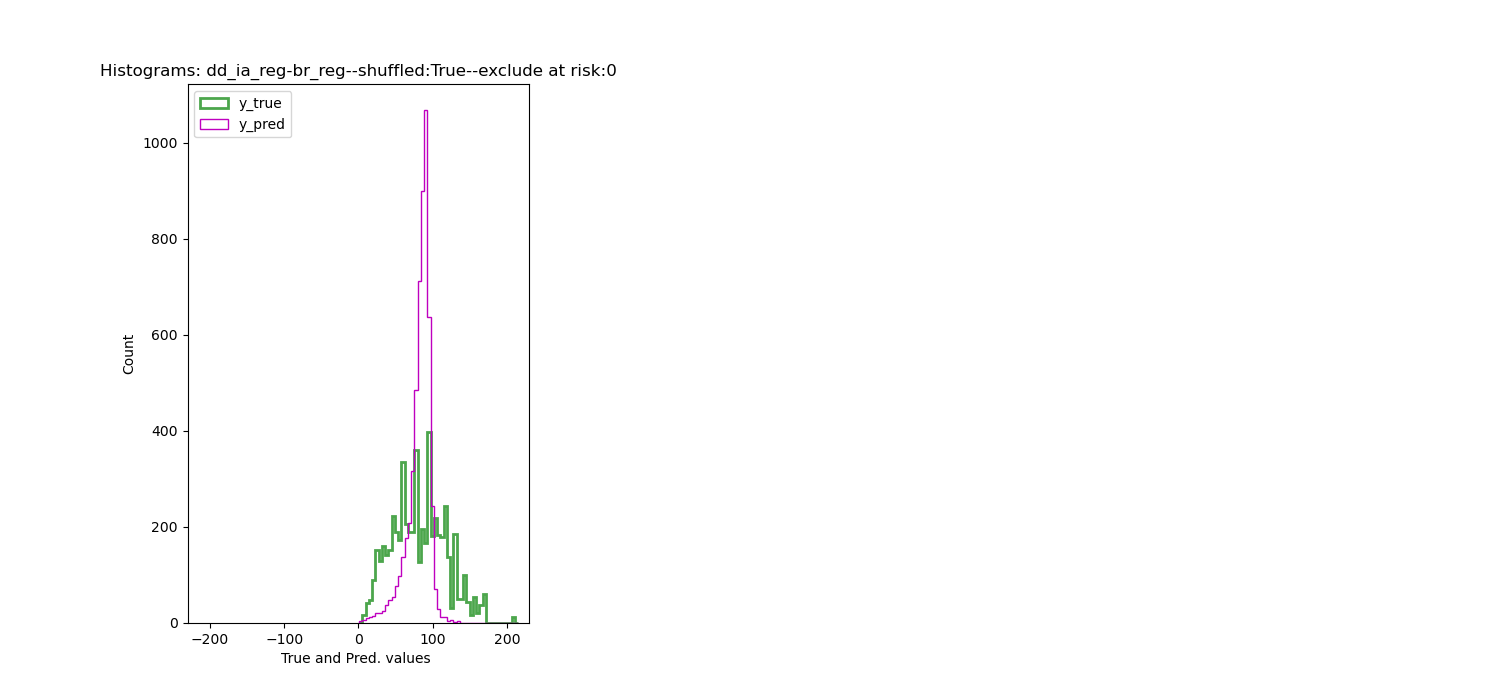 Histograms: dd_ia_reg-br_reg--shuffled:True--exclude at risk:0
y_true
y_pred
1000
800
600
400
200
0
Count
−200 −100 0 100 200
True and Pred. values